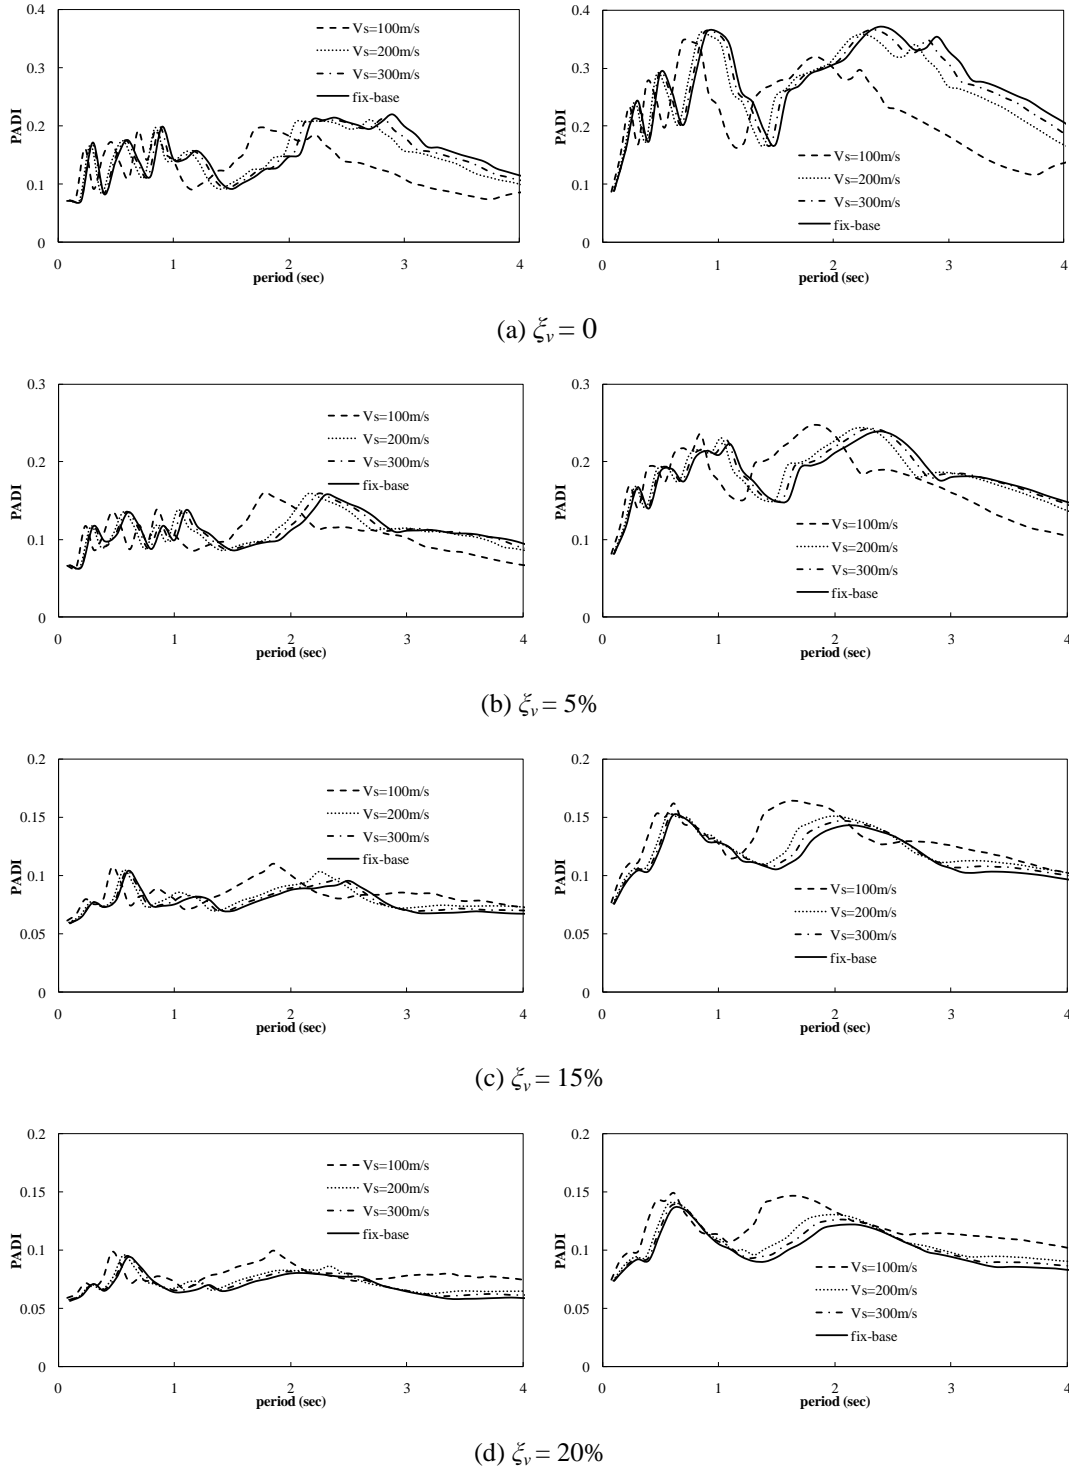 0.4
0.3
0.2
0.1
0
PADI
Vs=100m/s
Vs=200m/s
Vs=300m/s
fix-base
0 1 2 3 4
period (sec)
0.4
0.3
0.2
0.1
0
PADI
Vs=100m/s
Vs=200m/s
Vs=300m/s
fix-base
0 1 2 3 4
period (sec)
(a) ξv = 0
0.3
0.2
0.1
0
PADI
Vs=100m/s
Vs=200m/s
Vs=300m/s
fix-base
0 1 2 3 4
period (sec)
0.3
0.2
0.1
0
PADI
Vs=100m/s
Vs=200m/s
Vs=300m/s
fix-base
0 1 2 3 4
period (sec)
(b) ξv = 5%
0.2
0.15
0.1
0.05
0
PADI
Vs=100m/s
Vs=200m/s
Vs=300m/s
fix-base
0 1 2 3 4
period (sec)
0.2
0.15
0.1
0.05
0
PADI
Vs=100m/s
Vs=200m/s
Vs=300m/s
fix-base
0 1 2 3 4
period (sec)
(c) ξv = 15%
0.2
0.15
0.1
0.05
0
PADI
Vs=100m/s
Vs=200m/s
Vs=300m/s
fix-base
0 1 2 3 4
period (sec)
0.2
0.15
0.1
0.05
0
PADI
Vs=100m/s
Vs=200m/s
Vs=300m/s
fix-base
0 1 2 3 4
period (sec)
(d) ξv = 20%